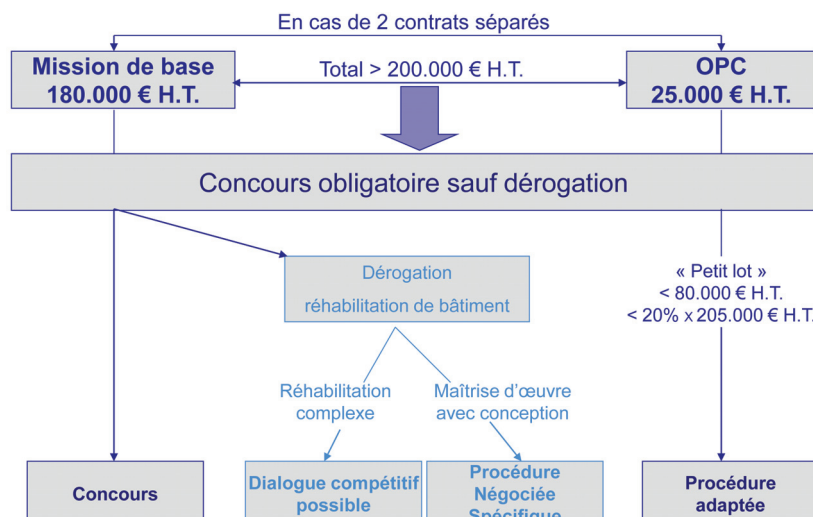 En cas de 2 contrats séparés
Mission de base
180.000 € H.T.
Total > 200.000 € H.T.
OPC
25.000 € H.T.
Concours obligatoire sauf dérogation
Dérogation
réhabilitation de bâtiment
« Petit lot »
< 80.000 € H.T.
< 20% x 205.000 € H.T.
Réhabilitation
complexe
Maîtrise d'œuvre
avec conception
Concours
Dialogue compétitif
possible
Procédure
Négociée
Spécifique
Procédure
adaptée